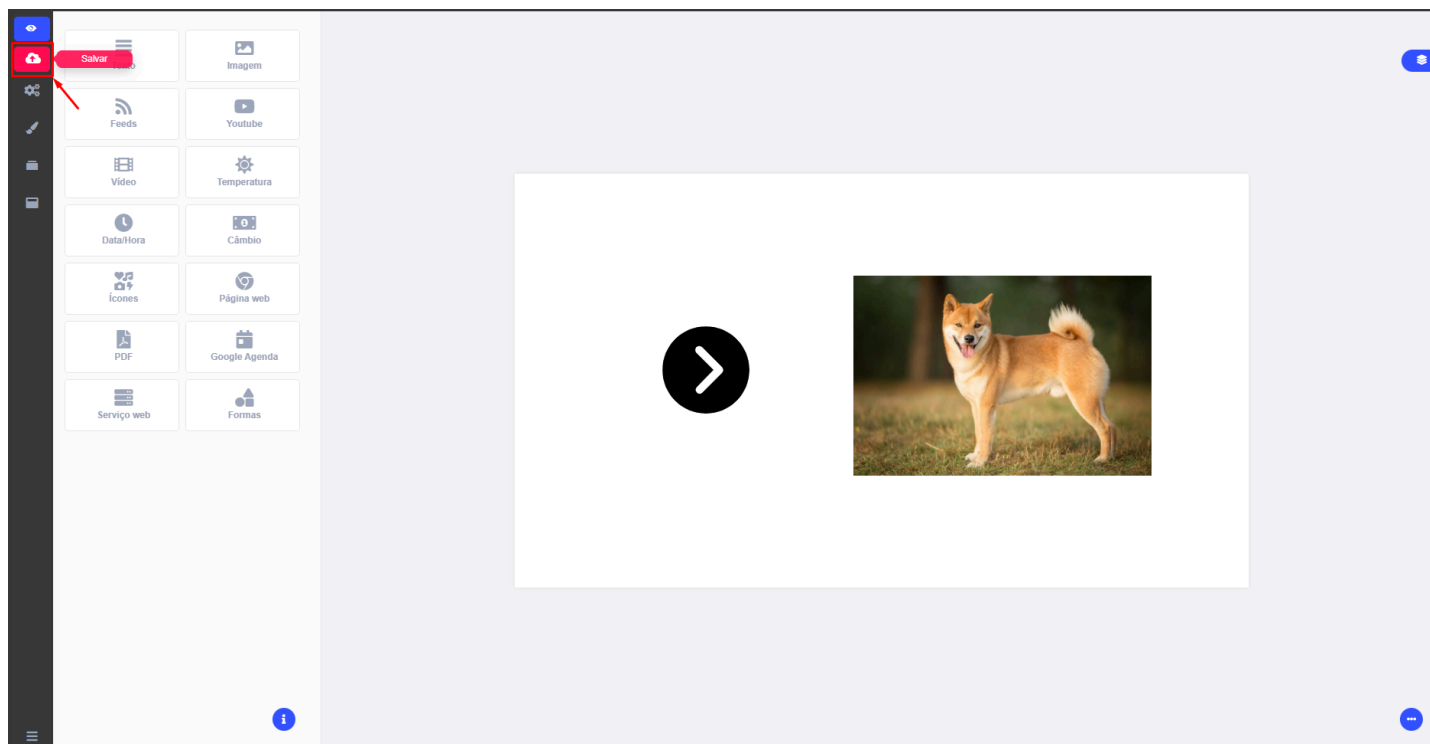 Salvar
Imagem
Feeds
Youtube
Vídeo
Temperatura
Data/Hora
Câmbio
Ícones
Página web
PDF
Google Agenda
Serviço web
Formas